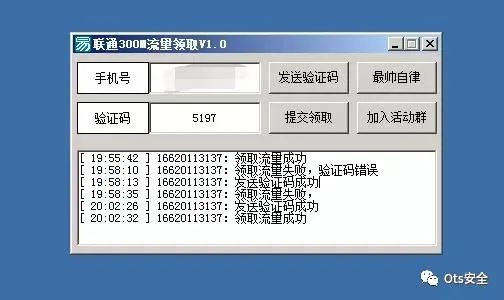 联通300M流量领取V1.0
手机号
发送验证码
最帅自律
验证码
5197
提交领取
加入活动群
[ 19:55:42 ] 16620113137: 领取流量成功
[ 19:58:10 ] 16620113137: 领取流量失败，验证码错误
[ 19:58:13 ] 16620113137: 发送验证码成功
[ 19:58:35 ] 16620113137: 领取流量失败，
[ 20:02:26 ] 16620113137: 发送验证码成功
[ 20:02:32 ] 16620113137: 领取流量成功
Ots安全